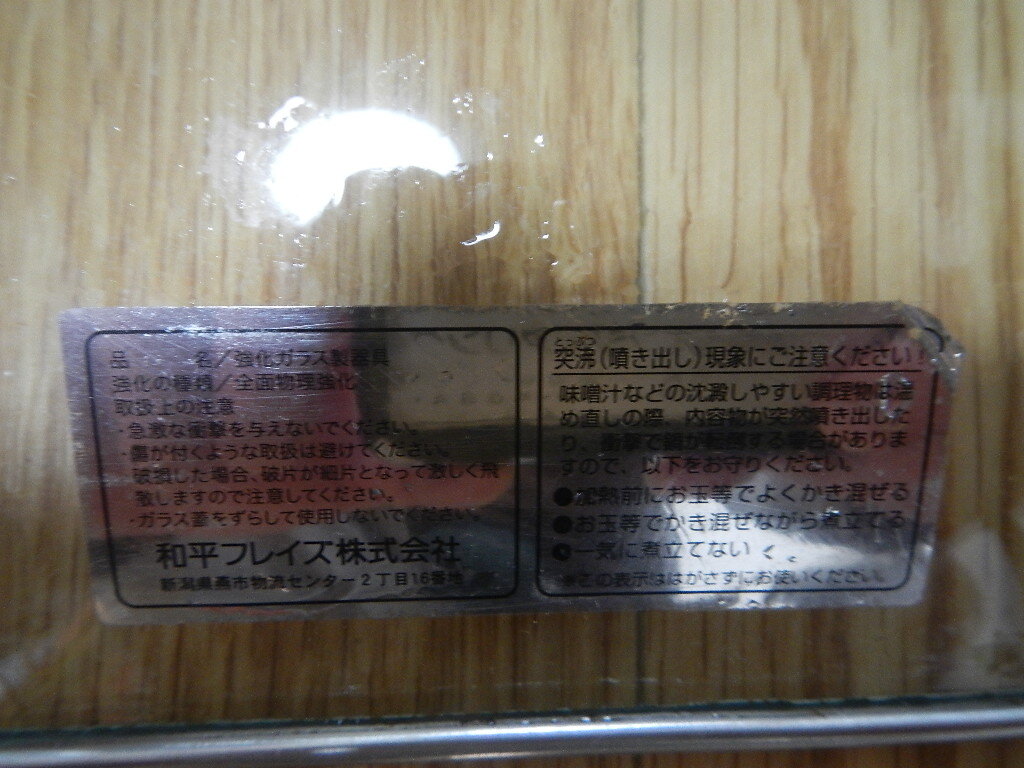 品 名／強化ガラス製器具
強化の種類／全面物理強化
取扱上の注意
・急激な衝撃を与えないでください。
・傷が付くような取扱は避けてください。
破損した場合、破片が細片となって激しく飛
散しますので注意してください。
・ガラス蓋をずらして使用しないでください。
和平フレイズ株式会社
新潟県燕市物流センター2丁目16番地
とっぷつ
突沸(噴き出し)現象にご注意ください!
味噌汁などの沈澱しやすい調理物は温
め直しの際、内容物が突然噴き出した
り、衝撃で鍋が転倒する場合がありま
すので、以下をお守りください。
●加熱前にお玉等でよくかき混ぜる
●お玉等でかき混ぜながら煮立てる
●一気に煮立てない
※この表示ははがさずにお使いください。